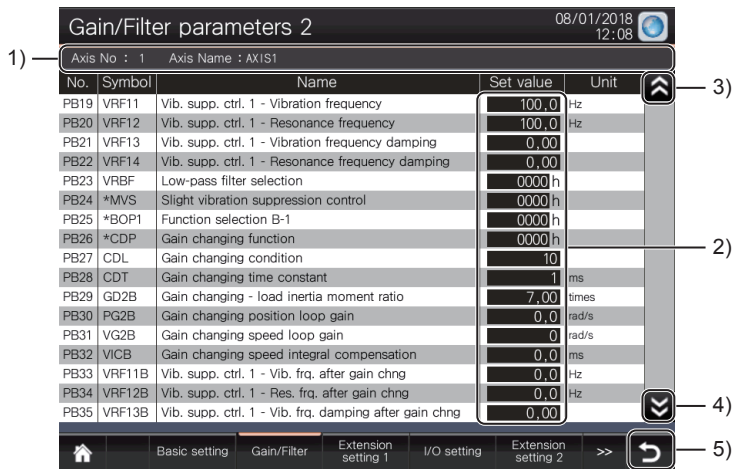 Gain/Filter parameters 2
08/01/2018
12:08
1)
Axis No : 1 Axis Name : AXIS1
No. Symbol Name Set value Unit
3)
PB19 VRF11 Vib. supp. ctrl. 1 - Vibration frequency 100,0 Hz
PB20 VRF12 Vib. supp. ctrl. 1 - Resonance frequency 100,0 Hz
PB21 VRF13 Vib. supp. ctrl. 1 - Vibration frequency damping 0,00
PB22 VRF14 Vib. supp. ctrl. 1 - Resonance frequency damping 0,00
PB23 VRBF Low-pass filter selection 0000 h
PB24 *MVS Slight vibration suppression control 0000 h
PB25 *BOP1 Function selection B-1 0000 h
PB26 *CDP Gain changing function 0000 h
2)
PB27 CDL Gain changing condition 10
PB28 CDT Gain changing time constant 1 ms
PB29 GD2B Gain changing - load inertia moment ratio 7,00 times
PB30 PG2B Gain changing position loop gain 0,0 rad/s
PB31 VG2B Gain changing speed loop gain 0 rad/s
PB32 VICB Gain changing speed integral compensation 0,0 ms
PB33 VRF11B Vib. supp. ctrl. 1 - Vib. frq. after gain chng 0,0 Hz
PB34 VRF12B Vib. supp. ctrl. 1 - Res. frq. after gain chng 0,0 Hz
PB35 VRF13B Vib. supp. ctrl. 1 - Vib. frq. damping after gain chng 0,00
4)
Basic setting Gain/Filter Extension setting 1 I/O setting Extension setting 2 >>
5)